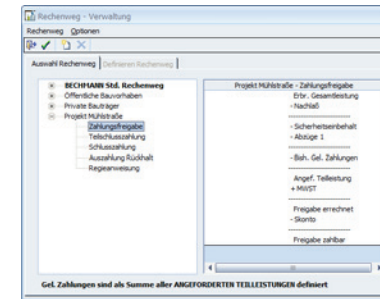 Rechenweg - Verwaltung
Rechenweg Optionen
Auswahl Rechenweg Definieren Rechenweg
BECHMANN Std. Rechenweg
Öffentliche Bauvorhaben
Private Bauträger
Projekt Mühlstraße
Zahlungsfreigabe
Teilschlusszahlung
Schlusszahlung
Auszahlung Rückhalt
Regieanweisung
Projekt Mühlstraße - Zahlungsfreigabe
Erbr. Gesamtleistung
- Nachlaß
- Sicherheitseinbehalt
- Abzüge 1
- Bish. Gel. Zahlungen
Angef. Teilleistung
+ MWST
Freigabe errechnet
- Skonto
Freigabe zahlbar
Gel. Zahlungen sind als Summe aller ANGEFORDERTEN TEILLEISTUNGEN definiert